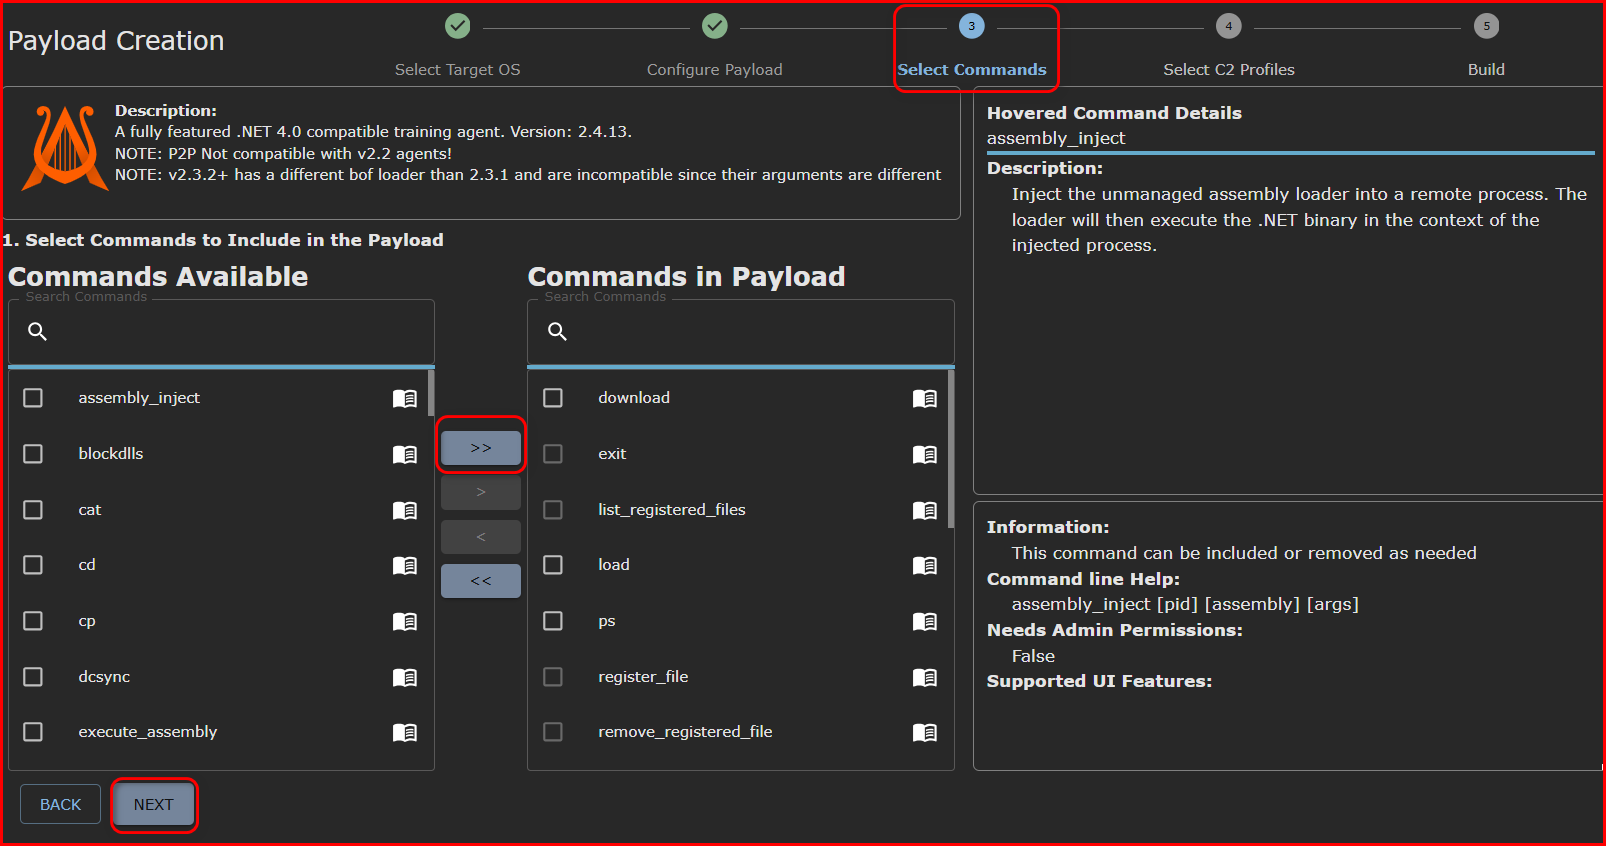 Payload Creation
Select Target OS
Configure Payload
3
Select Commands
4
Select C2 Profiles
5
Build
Description:
A fully featured .NET 4.0 compatible training agent. Version: 2.4.13.
NOTE: P2P Not compatible with v2.2 agents!
NOTE: v2.3.2+ has a different bof loader than 2.3.1 and are incompatible since their arguments are different
1. Select Commands to Include in the Payload
Commands Available
Search Commands
assembly_inject
blockdlls
cat
cd
cp
dcsync
execute_assembly
>>
>
<
<<
Commands in Payload
Search Commands
download
exit
list_registered_files
load
ps
register_file
remove_registered_file
Hovered Command Details
assembly_inject
Description:
Inject the unmanaged assembly loader into a remote process. The
loader will then execute the .NET binary in the context of the
injected process.
Information:
This command can be included or removed as needed
Command line Help:
assembly_inject [pid] [assembly] [args]
Needs Admin Permissions:
False
Supported UI Features:
BACK
NEXT